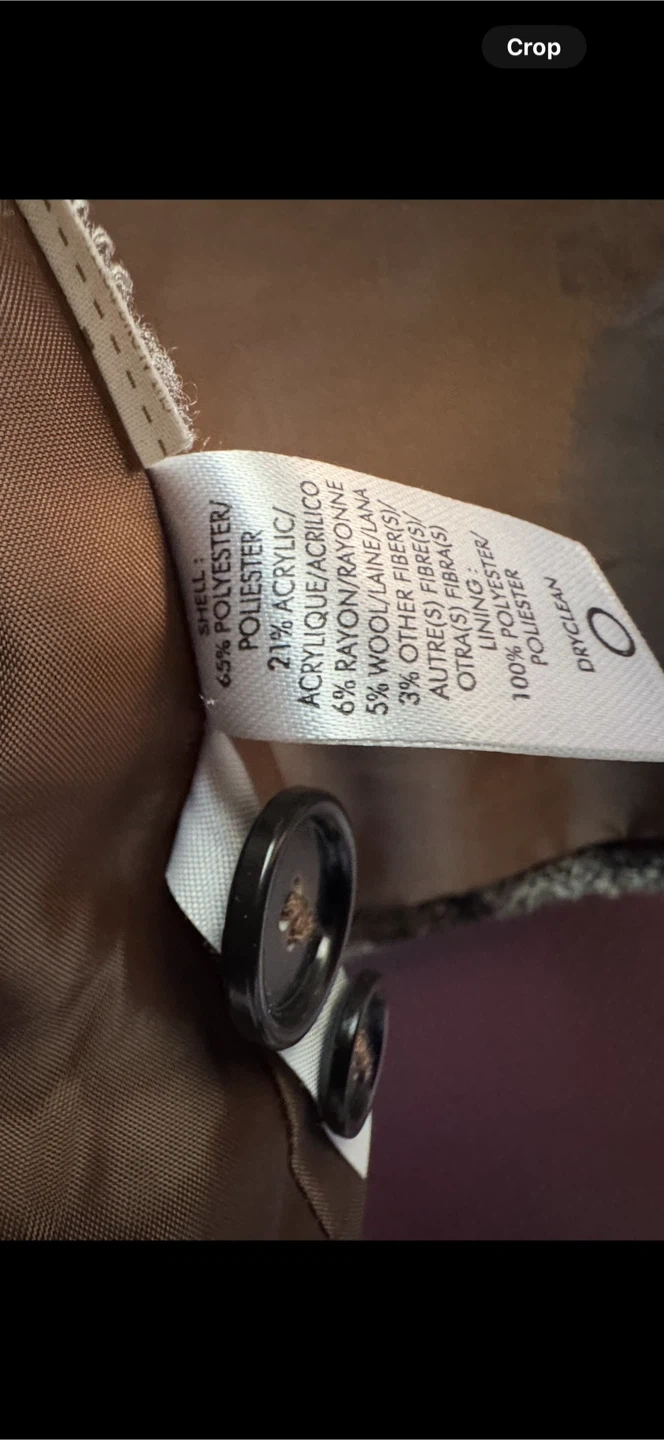 Crop
SHELL :
65% POLYESTER/
POLIESTER
21% ACRYLIC/
ACRYLIQUE/ACRILICO
6% RAYON/RAYONNE
5% WOOL/LAINE/LANA
3% OTHER FIBER(S)/
AUTRE(S) FIBRE(S)/
OTRA(S) FIBRA(S)
LINING :
100% POLYESTER/
POLIESTER
DRYCLEAN